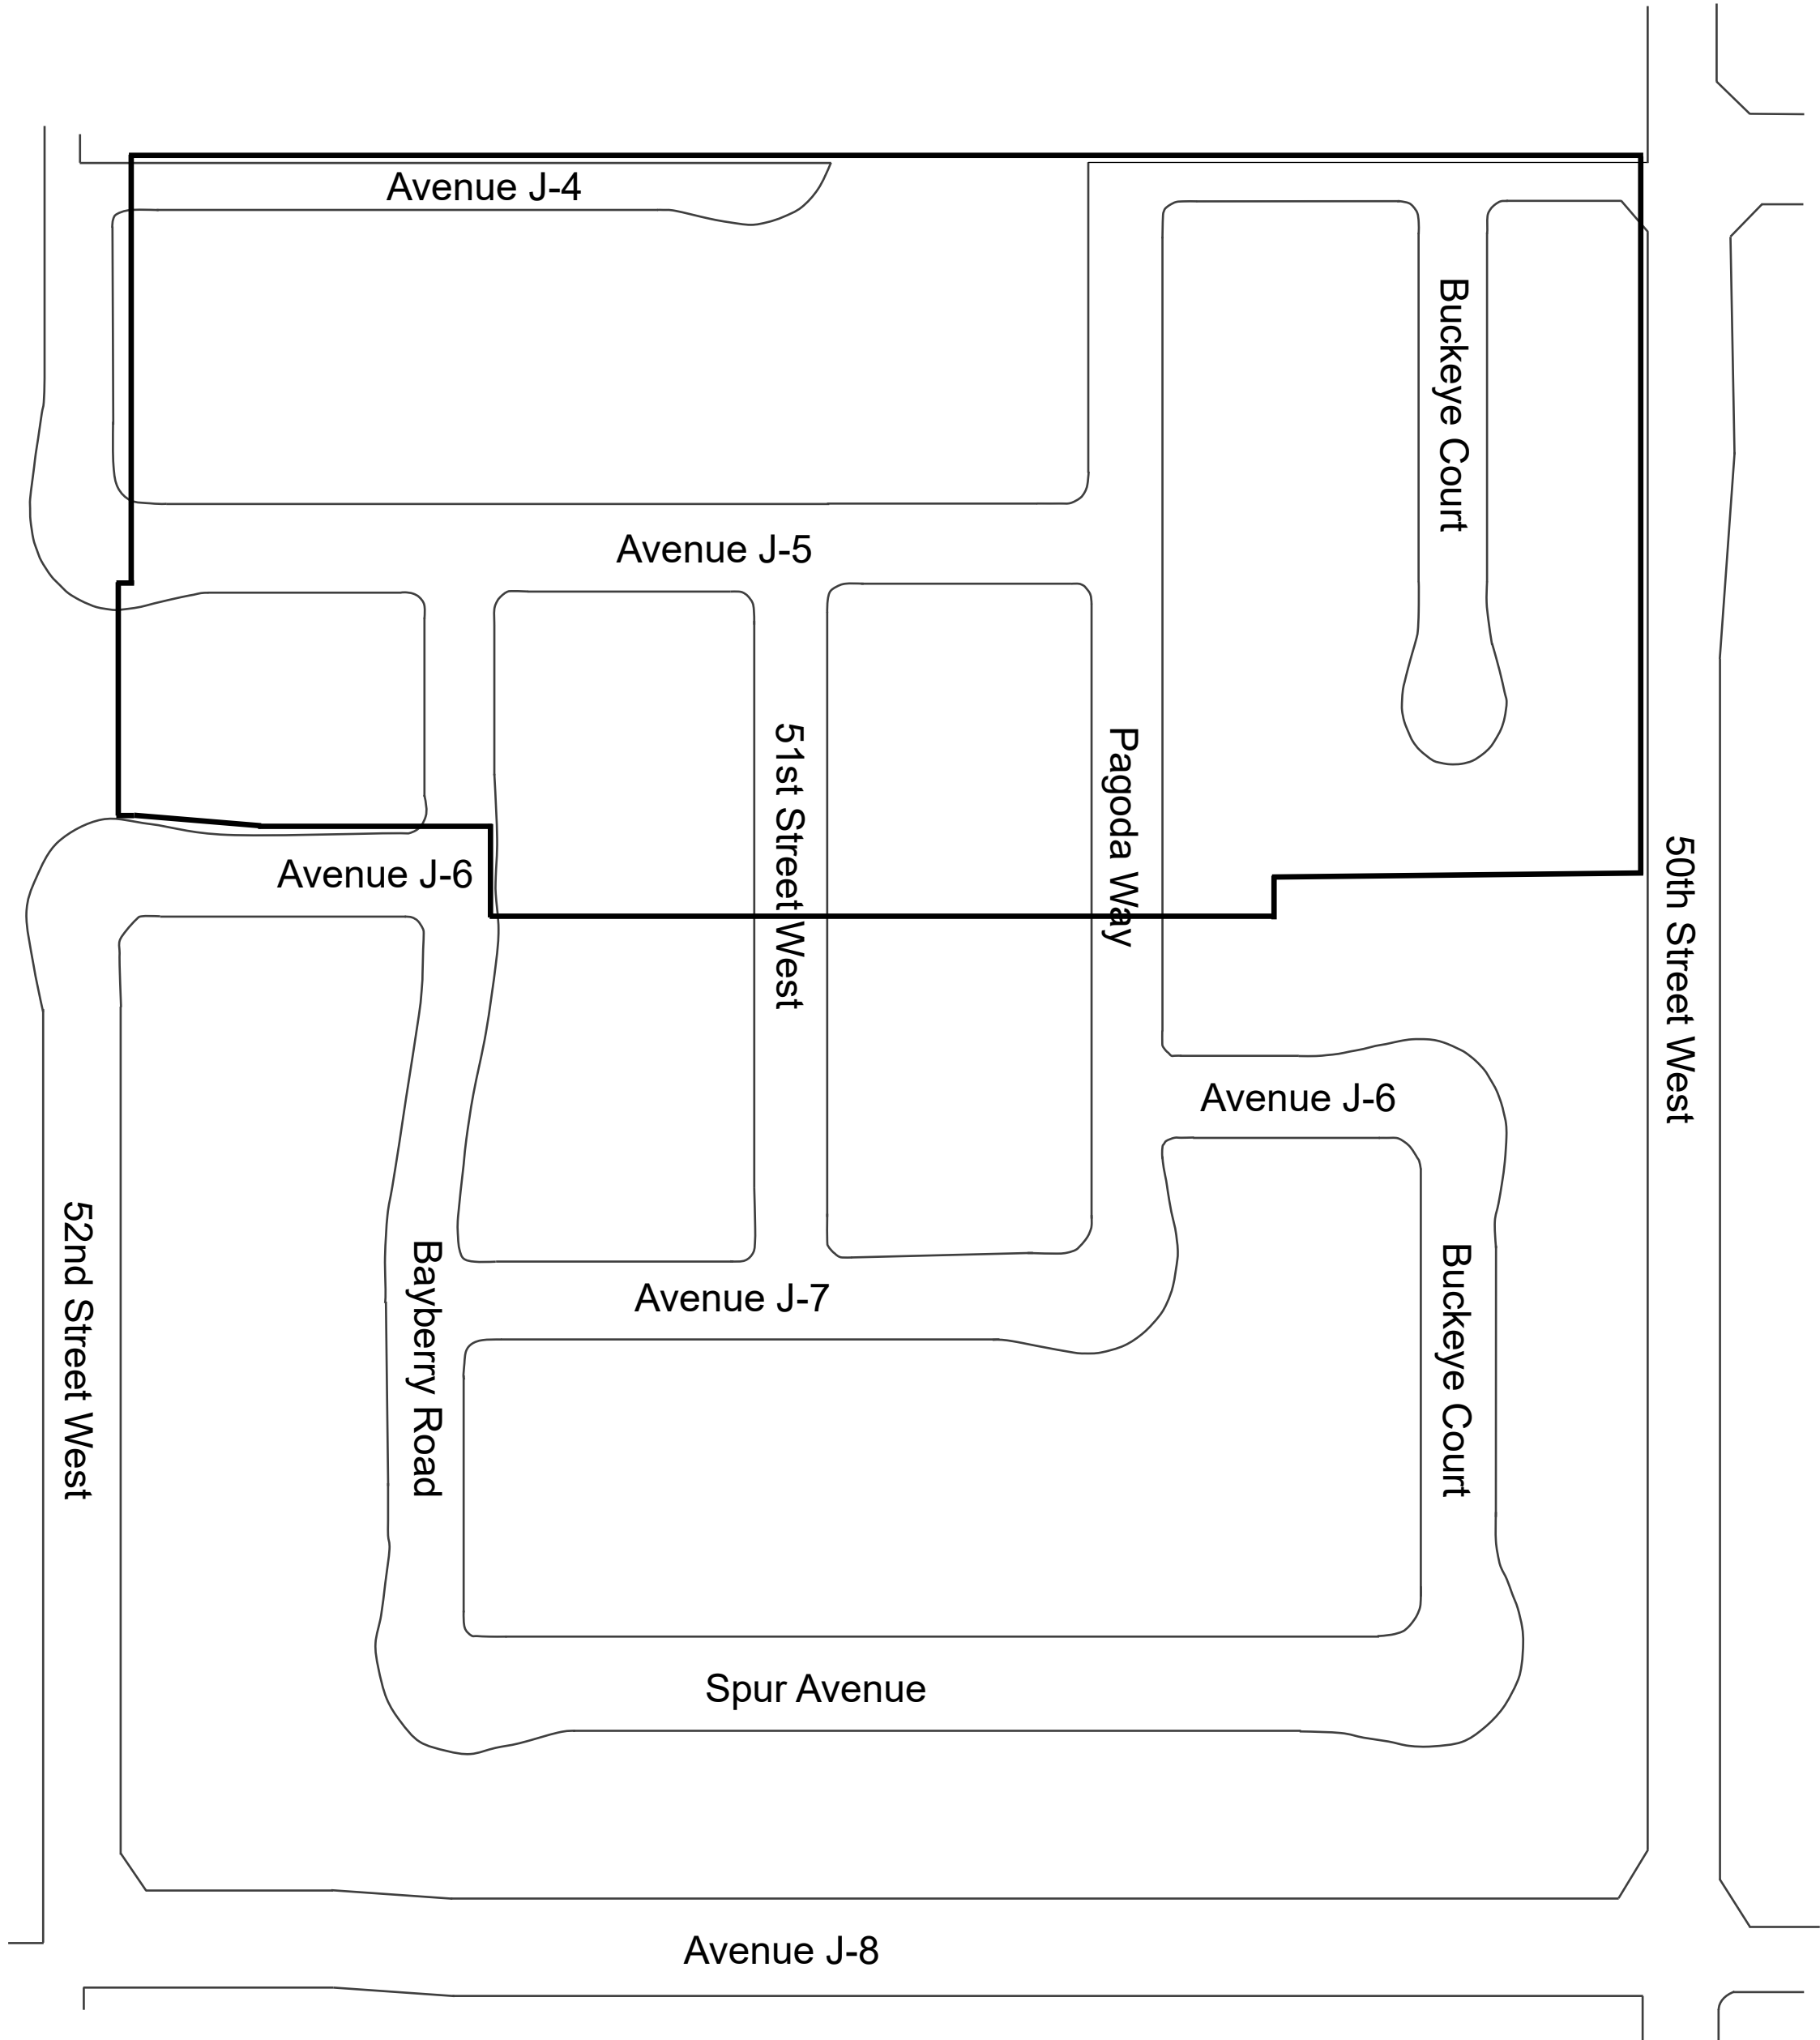 Avenue J-4
Buckeye Court
Avenue J-5
51st Street West
Pagoda Way
50th Street West
Avenue J-6
Avenue J-6
52nd Street West
Bayberry Road
Buckeye Court
Avenue J-7
Spur Avenue
Avenue J-8